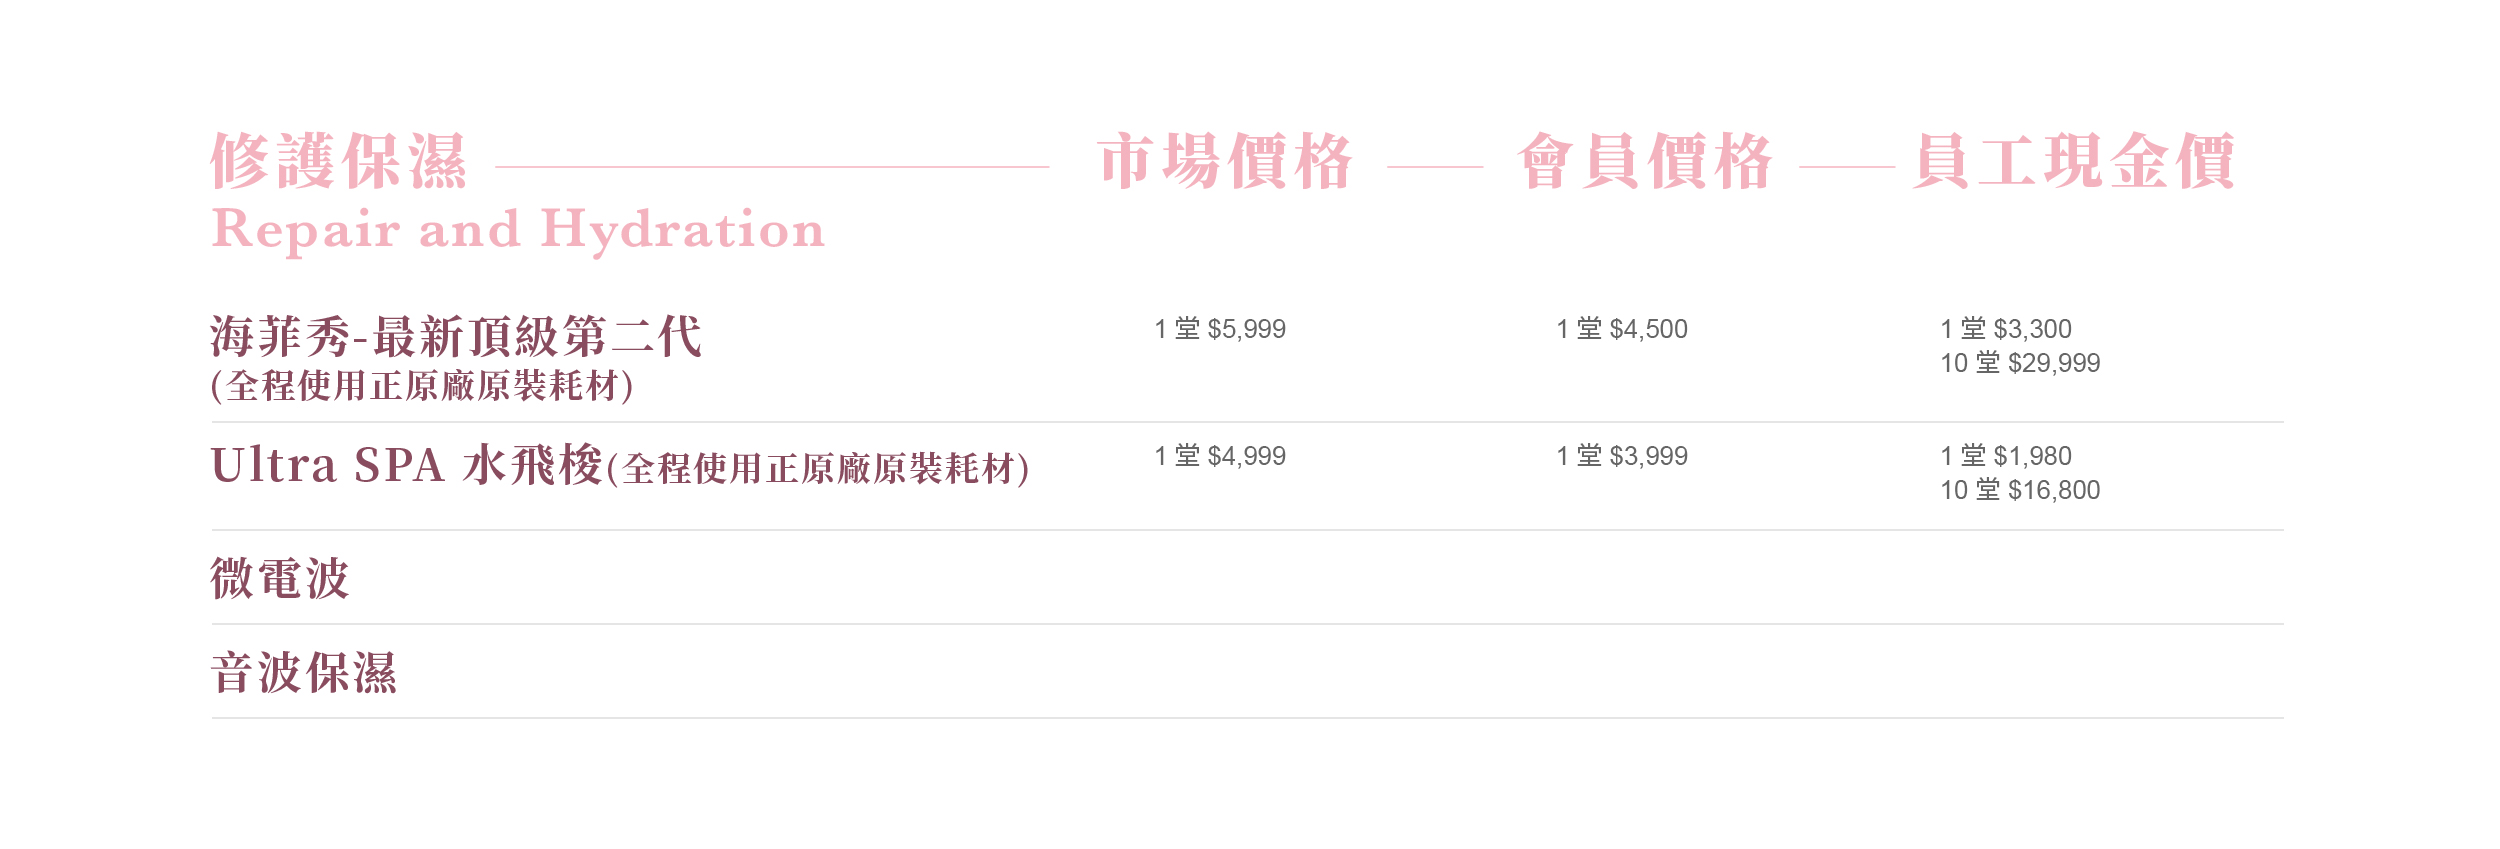 修護保濕 市場價格 會員價格 員工現金價
Repair and Hydration
海菲秀-最新頂級第二代 1 堂 $5,999 1 堂 $4,500 1 堂 $3,300
10 堂 $29,999
(全程使用正原廠原裝耗材)
Ultra SPA 水飛梭(全程使用正原廠原裝耗材) 1 堂 $4,999 1 堂 $3,999 1 堂 $1,980
10 堂 $16,800
微電波
音波保濕